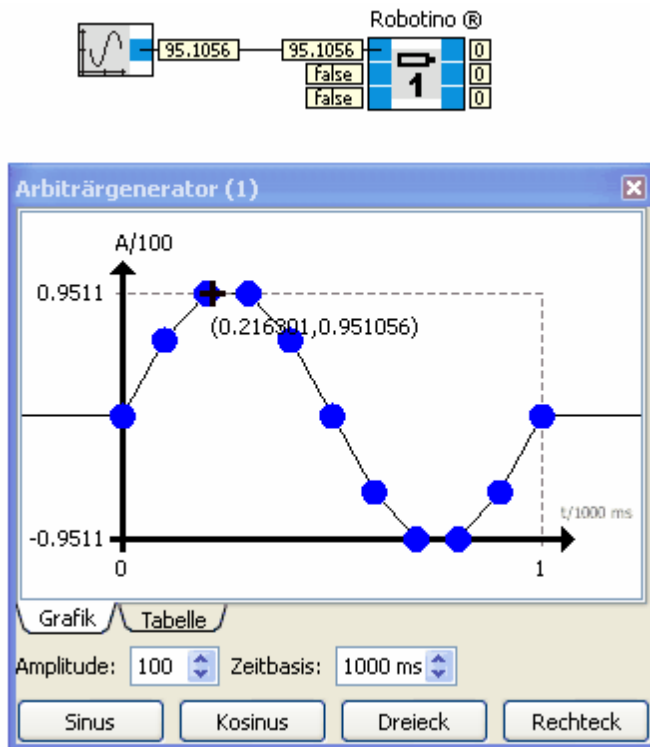 Robotino ®
95.1056 95.1056 0
false 1 0
false 0
Arbiträrgenerator (1)
A/100
0.9511
(0.216301,0.951056)
t/1000 ms
-0.9511
0 1
Grafik Tabelle
Amplitude: 100 Zeitbasis: 1000 ms
Sinus Kosinus Dreieck Rechteck